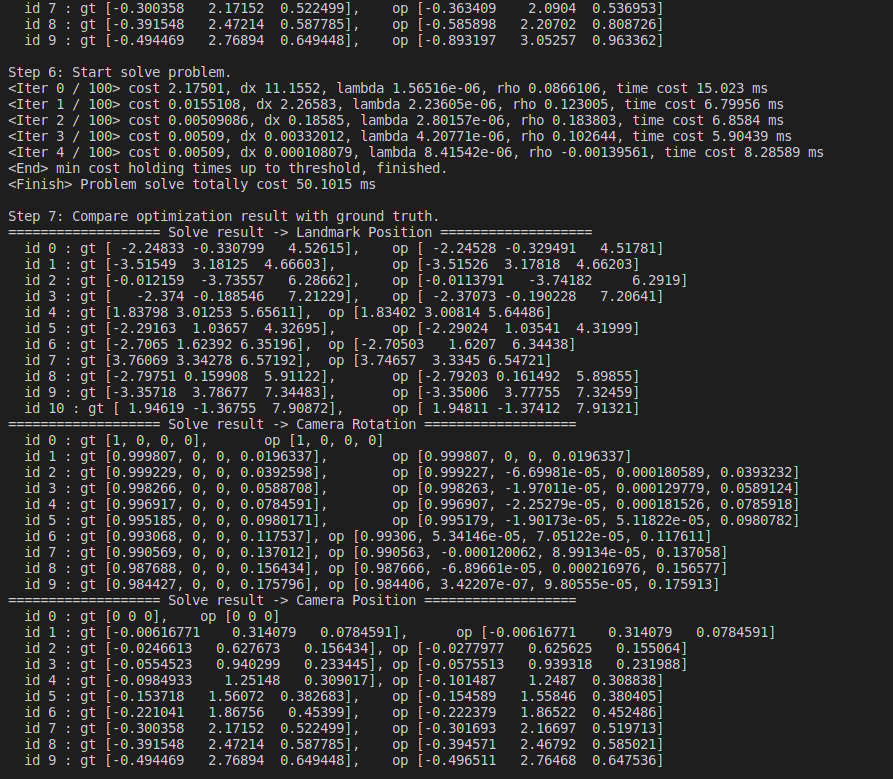 id 7 : gt [-0.300358   2.17152  0.522499],    op [-0.363409    2.0904  0.536953]
id 8 : gt [-0.391548   2.47214  0.587785],    op [-0.585898   2.20702  0.808726]
id 9 : gt [-0.494469   2.76894  0.649448],    op [-0.893197   3.05257  0.963362]
Step 6: Start solve problem.
<Iter 0 / 100> cost 2.17501, dx 11.1552, lambda 1.56516e-06, rho 0.0866106, time cost 15.023 ms
<Iter 1 / 100> cost 0.0155108, dx 2.26583, lambda 2.23605e-06, rho 0.123005, time cost 6.79956 ms
<Iter 2 / 100> cost 0.00509086, dx 0.18585, lambda 2.80157e-06, rho 0.183803, time cost 6.8584 ms
<Iter 3 / 100> cost 0.00509, dx 0.00332012, lambda 4.20771e-06, rho 0.102644, time cost 5.90439 ms
<Iter 4 / 100> cost 0.00509, dx 0.000108079, lambda 8.41542e-06, rho -0.00139561, time cost 8.28589 ms
<End> min cost holding times up to threshold, finished.
<Finish> Problem solve totally cost 50.1015 ms
Step 7: Compare optimization result with ground truth.
=================== Solve result -> Landmark Position ===================
id 0 : gt [ -2.24833 -0.330799   4.52615],    op [ -2.24528 -0.329491   4.51781]
id 1 : gt [-3.51549  3.18125  4.66603],       op [-3.51526  3.17818  4.66203]
id 2 : gt [-0.012159  -3.73557   6.28662],    op [-0.0113791   -3.74182     6.2919]
id 3 : gt [   -2.374 -0.188546   7.21229],    op [ -2.37073 -0.190228   7.20641]
id 4 : gt [1.83798 3.01253 5.65611],  op [1.83402 3.00814 5.64486]
id 5 : gt [-2.29163  1.03657  4.32695],       op [-2.29024  1.03541  4.31999]
id 6 : gt [-2.7065 1.62392 6.35196],  op [-2.70503   1.6207  6.34438]
id 7 : gt [3.76069 3.34278 6.57192],  op [3.74657  3.3345 6.54721]
id 8 : gt [-2.79751 0.159908  5.91122],       op [-2.79203 0.161492  5.89855]
id 9 : gt [-3.35718  3.78677  7.34483],       op [-3.35006  3.77755  7.32459]
id 10 : gt [ 1.94619 -1.36755  7.90872],      op [ 1.94811 -1.37412  7.91321]
=================== Solve result -> Camera Rotation ===================
id 0 : gt [1, 0, 0, 0],       op [1, 0, 0, 0]
id 1 : gt [0.999807, 0, 0, 0.0196337],        op [0.999807, 0, 0, 0.0196337]
id 2 : gt [0.999229, 0, 0, 0.0392598],        op [0.999227, -6.69981e-05, 0.000180589, 0.0393232]
id 3 : gt [0.998266, 0, 0, 0.0588708],        op [0.998263, -1.97011e-05, 0.000129779, 0.0589124]
id 4 : gt [0.996917, 0, 0, 0.0784591],        op [0.996907, -2.25279e-05, 0.000181526, 0.0785918]
id 5 : gt [0.995185, 0, 0, 0.0980171],        op [0.995179, -1.90173e-05, 5.11822e-05, 0.0980782]
id 6 : gt [0.993068, 0, 0, 0.117537], op [0.99306, 5.34146e-05, 7.05122e-05, 0.117611]
id 7 : gt [0.990569, 0, 0, 0.137012], op [0.990563, -0.000120062, 8.99134e-05, 0.137058]
id 8 : gt [0.987688, 0, 0, 0.156434], op [0.987666, -6.89661e-05, 0.000216976, 0.156577]
id 9 : gt [0.984427, 0, 0, 0.175796], op [0.984406, 3.42207e-07, 9.80555e-05, 0.175913]
=================== Solve result -> Camera Position ===================
id 0 : gt [0 0 0],    op [0 0 0]
id 1 : gt [-0.00616771    0.314079   0.0784591],      op [-0.00616771    0.314079   0.0784591]
id 2 : gt [-0.0246613   0.627673   0.156434], op [-0.0277977   0.625625   0.155064]
id 3 : gt [-0.0554523   0.940299   0.233445], op [-0.0575513   0.939318   0.231988]
id 4 : gt [-0.0984933    1.25148   0.309017], op [-0.101487    1.2487  0.308838]
id 5 : gt [-0.153718   1.56072  0.382683],    op [-0.154589   1.55846  0.380405]
id 6 : gt [-0.221041   1.86756   0.45399],    op [-0.222379   1.86522  0.452486]
id 7 : gt [-0.300358   2.17152  0.522499],    op [-0.301693   2.16697  0.519713]
id 8 : gt [-0.391548   2.47214  0.587785],    op [-0.394571   2.46792  0.585021]
id 9 : gt [-0.494469   2.76894  0.649448],    op [-0.496511   2.76468  0.647536]